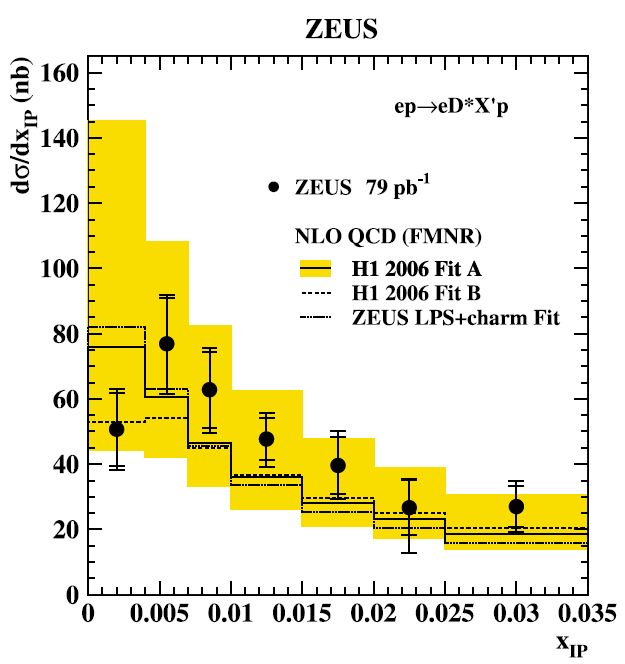 ZEUS
dσ/dx_IP (nb)
160
140
120
100
80
60
40
20
0
ep→eD*X'p
ZEUS 79 pb⁻¹
NLO QCD (FMNR)
H1 2006 Fit A
H1 2006 Fit B
ZEUS LPS+charm Fit
0 0.005 0.01 0.015 0.02 0.025 0.03 0.035
x_IP